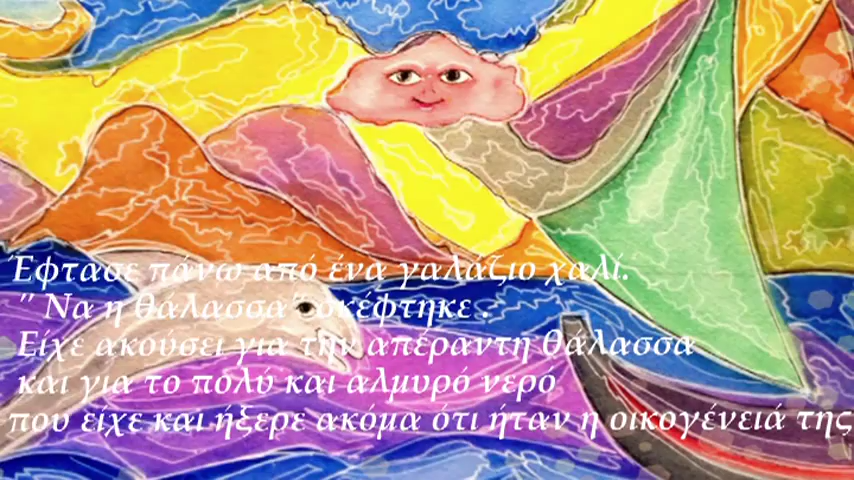 Έφτασε πάνω από ένα γαλάζιο χαλί.
" Να η θάλασσα" σκέφτηκε .
Είχε ακούσει για την απέραντη θάλασσα
και για το πολύ και αλμυρό νερό
που είχε και ήξερε ακόμα ότι ήταν η οικογένειά της